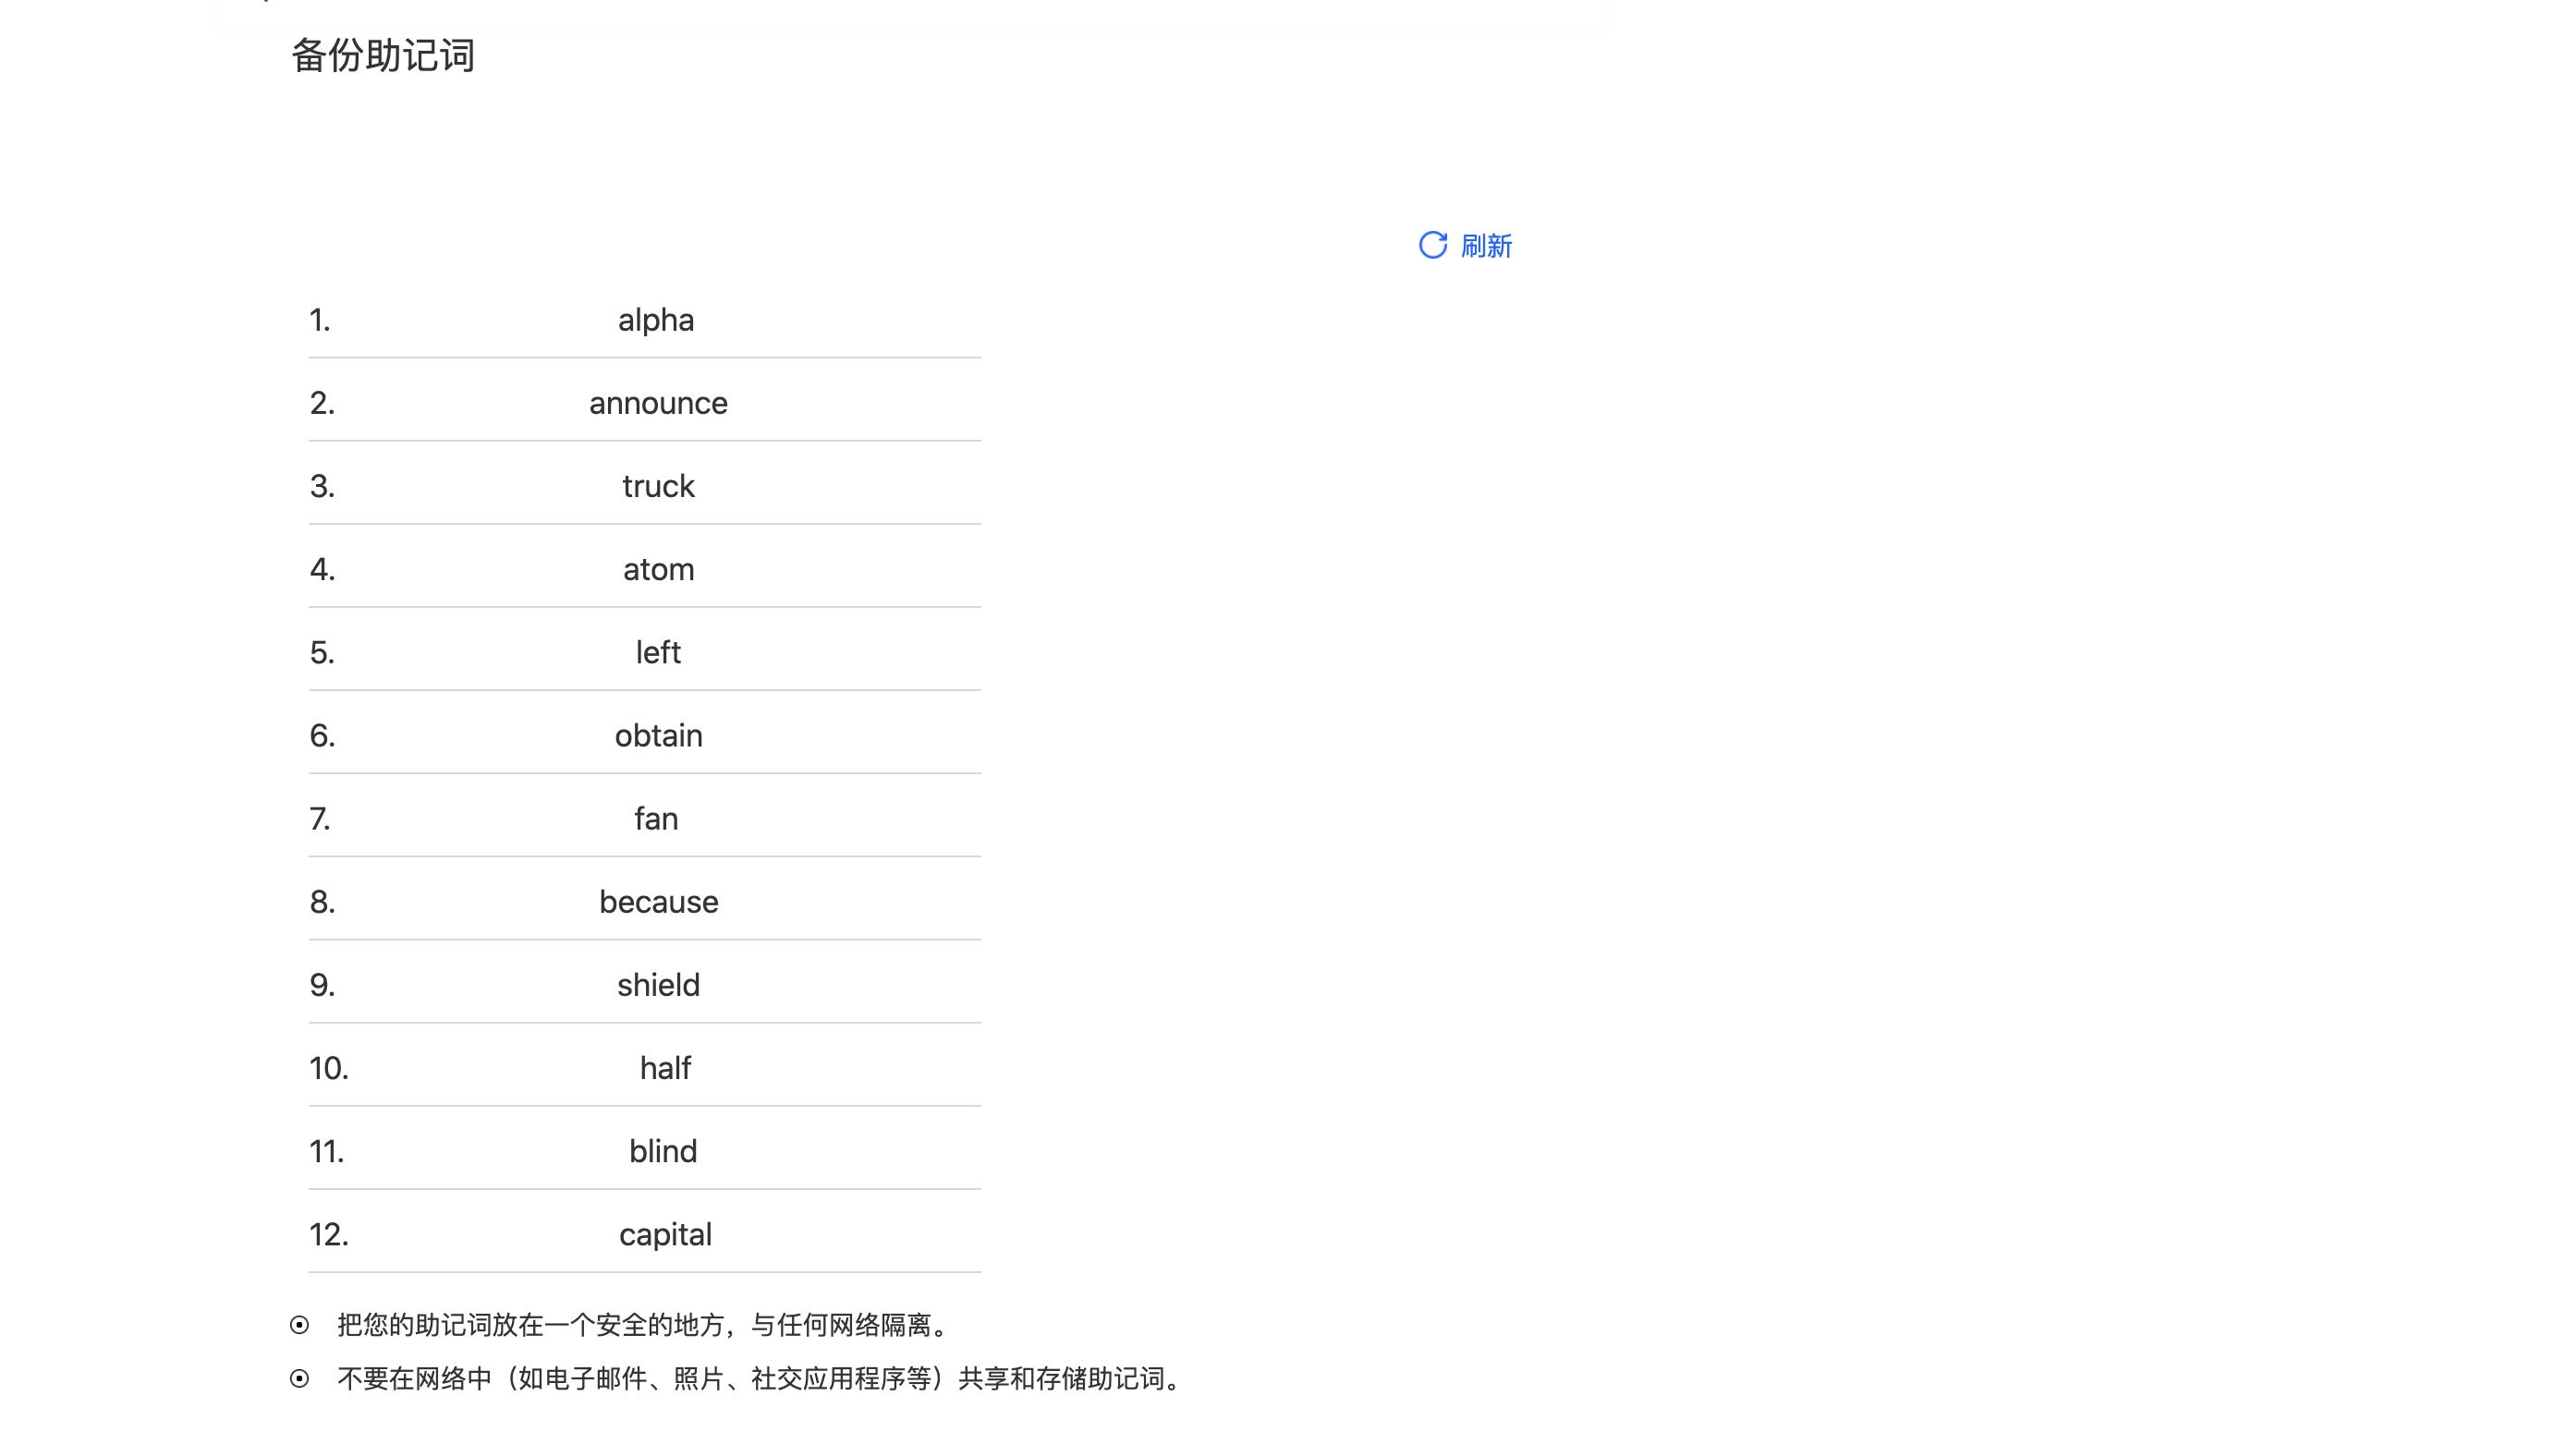 备份助记词
刷新
1. alpha
2. announce
3. truck
4. atom
5. left
6. obtain
7. fan
8. because
9. shield
10. half
11. blind
12. capital
把您的助记词放在一个安全的地方，与任何网络隔离。
不要在网络中（如电子邮件、照片、社交应用程序等）共享和存储助记词。